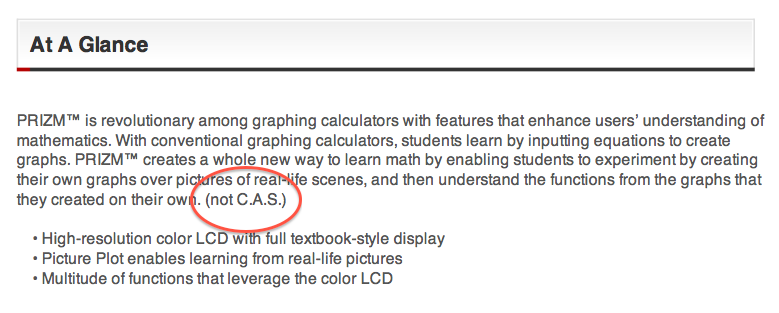 At A Glance
PRIZM™ is revolutionary among graphing calculators with features that enhance users’ understanding of
mathematics. With conventional graphing calculators, students learn by inputting equations to create
graphs. PRIZM™ creates a whole new way to learn math by enabling students to experiment by creating
their own graphs over pictures of real-life scenes, and then understand the functions from the graphs that
they created on their own. (not C.A.S.)
• High-resolution color LCD with full textbook-style display
• Picture Plot enables learning from real-life pictures
• Multitude of functions that leverage the color LCD